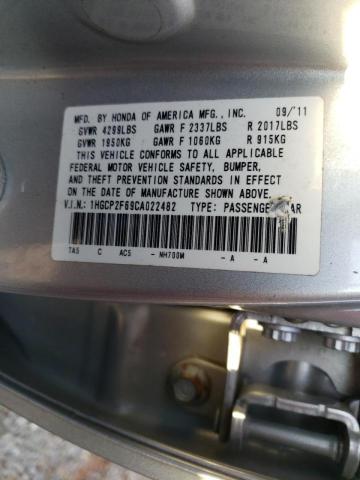 MFD. BY HONDA OF AMERICA MFG., INC. 09/11
GVWR 4299LBS GAWR F 2337LBS R 2017LBS
GVWR 1950KG GAWR F 1060KG R 915KG
THIS VEHICLE CONFORMS TO ALL APPLICABLE
FEDERAL MOTOR VEHICLE SAFETY, BUMPER,
AND THEFT PREVENTION STANDARDS IN EFFECT
ON THE DATE OF MANUFACTURE SHOWN ABOVE.
V.I.N.: 1HGCP2F69CA022482 TYPE: PASSENGER CAR
TA5 C AC5 - NH700M - A - A